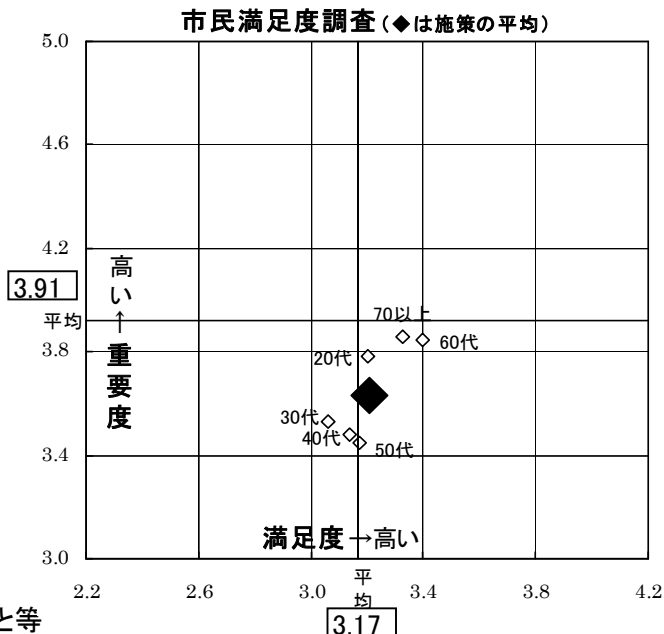 市民満足度調査(◆は施策の平均)
5.0
4.6
4.2
高い→重要度
3.91
平均
3.8
3.4
3.0
70以上
60代
20代
30代
40代
50代
満足度→高い
2.2 2.6 3.0 3.4 3.8 4.2
平均
3.17
と等